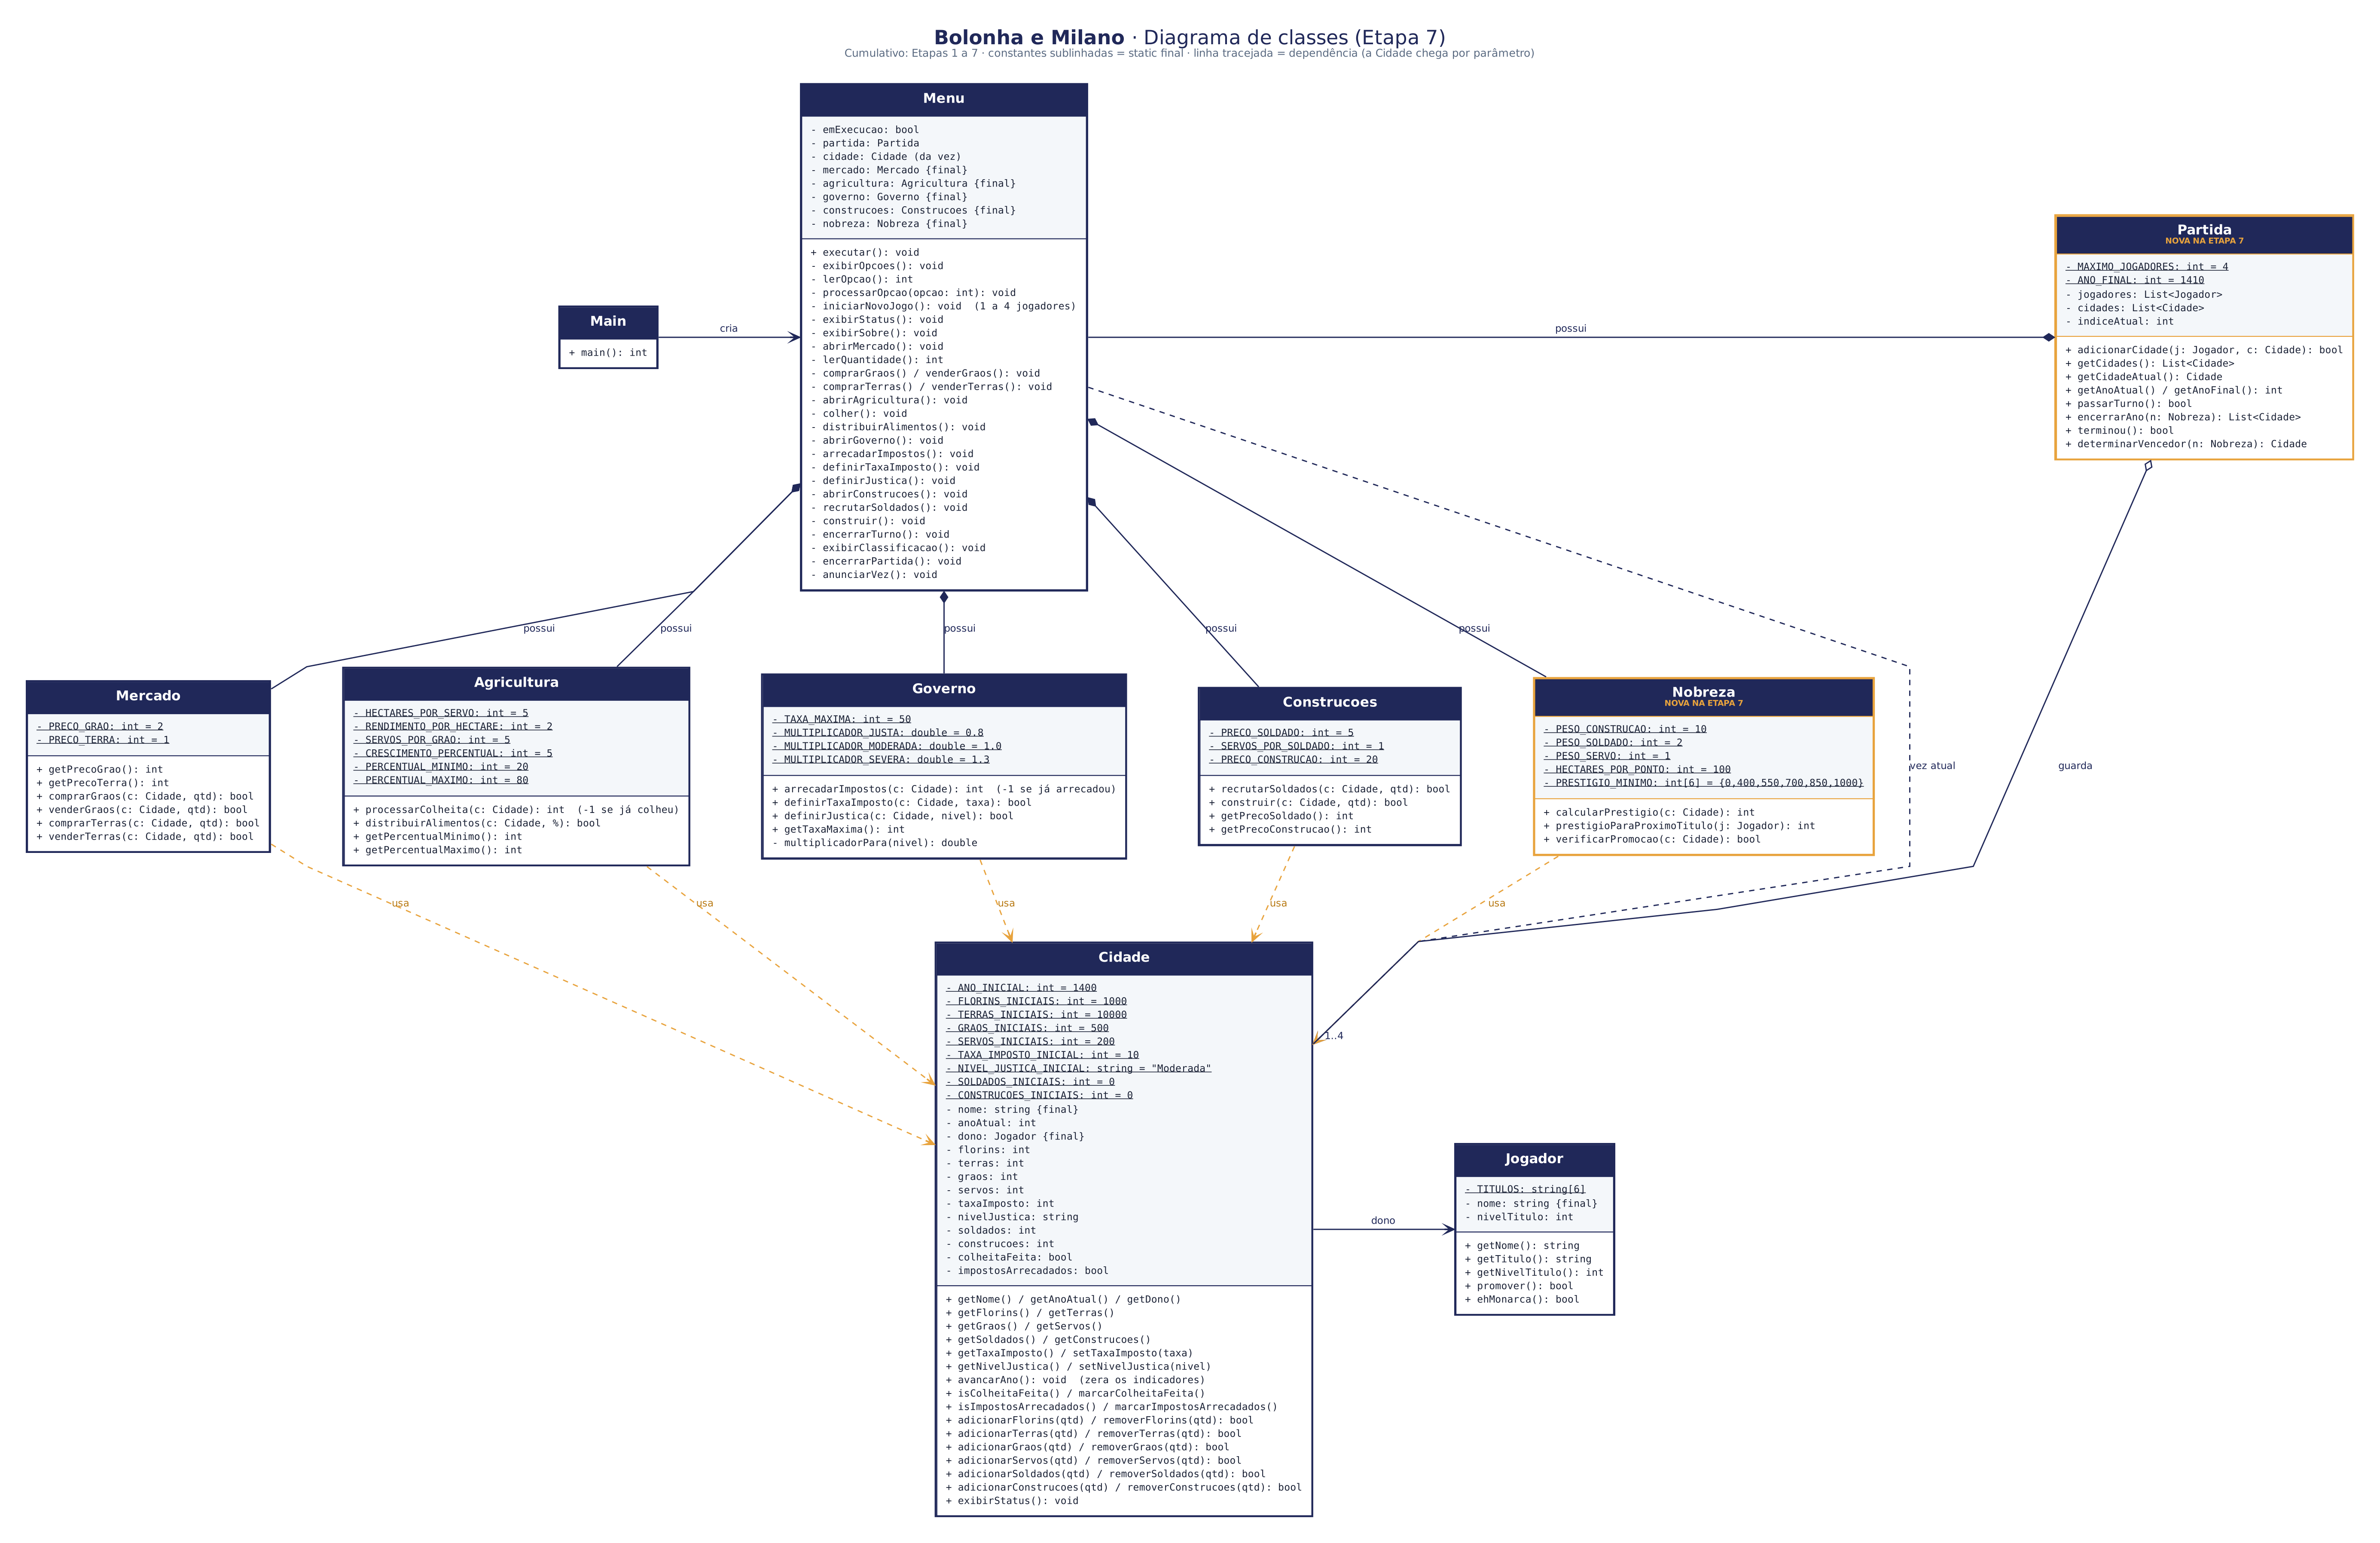 Bolonha e Milano · Diagrama de classes (Etapa 7)
Cumulativo: Etapas 1 a 7 · constantes sublinhadas = static final · linha tracejada = dependência (a Cidade chega por parâmetro)
Menu
- emExecucao: bool
- partida: Partida
- cidade: Cidade (da vez)
- mercado: Mercado {final}
- agricultura: Agricultura {final}
- governo: Governo {final}
- construcoes: Construcoes {final}
- nobreza: Nobreza {final}
+ executar(): void
- exibirOpcoes(): void
- lerOpcao(): int
- processarOpcao(opcao: int): void
- iniciarNovoJogo(): void  (1 a 4 jogadores)
- exibirStatus(): void
- exibirSobre(): void
- abrirMercado(): void
- lerQuantidade(): int
- comprarGraos() / venderGraos(): void
- comprarTerras() / venderTerras(): void
- abrirAgricultura(): void
- colher(): void
- distribuirAlimentos(): void
- abrirGoverno(): void
- arrecadarImpostos(): void
- definirTaxaImposto(): void
- definirJustica(): void
- abrirConstrucoes(): void
- recrutarSoldados(): void
- construir(): void
- encerrarTurno(): void
- exibirClassificacao(): void
- encerrarPartida(): void
- anunciarVez(): void
Partida
NOVA NA ETAPA 7
- MAXIMO_JOGADORES: int = 4
- ANO_FINAL: int = 1410
- jogadores: List<Jogador>
- cidades: List<Cidade>
- indiceAtual: int
+ adicionarCidade(j: Jogador, c: Cidade): bool
+ getCidades(): List<Cidade>
+ getCidadeAtual(): Cidade
+ getAnoAtual() / getAnoFinal(): int
+ passarTurno(): bool
+ encerrarAno(n: Nobreza): List<Cidade>
+ terminou(): bool
+ determinarVencedor(n: Nobreza): Cidade
Main
+ main(): int
cria
possui
possui
possui
possui
possui
possui
Mercado
- PRECO_GRAO: int = 2
- PRECO_TERRA: int = 1
+ getPrecoGrao(): int
+ getPrecoTerra(): int
+ comprarGraos(c: Cidade, qtd): bool
+ venderGraos(c: Cidade, qtd): bool
+ comprarTerras(c: Cidade, qtd): bool
+ venderTerras(c: Cidade, qtd): bool
Agricultura
- HECTARES_POR_SERVO: int = 5
- RENDIMENTO_POR_HECTARE: int = 2
- SERVOS_POR_GRAO: int = 5
- CRESCIMENTO_PERCENTUAL: int = 5
- PERCENTUAL_MINIMO: int = 20
- PERCENTUAL_MAXIMO: int = 80
+ processarColheita(c: Cidade): int  (-1 se já colheu)
+ distribuirAlimentos(c: Cidade, %): bool
+ getPercentualMinimo(): int
+ getPercentualMaximo(): int
Governo
- TAXA_MAXIMA: int = 50
- MULTIPLICADOR_JUSTA: double = 0.8
- MULTIPLICADOR_MODERADA: double = 1.0
- MULTIPLICADOR_SEVERA: double = 1.3
+ arrecadarImpostos(c: Cidade): int  (-1 se já arrecadou)
+ definirTaxaImposto(c: Cidade, taxa): bool
+ definirJustica(c: Cidade, nivel): bool
+ getTaxaMaxima(): int
- multiplicadorPara(nivel): double
Construcoes
- PRECO_SOLDADO: int = 5
- SERVOS_POR_SOLDADO: int = 1
- PRECO_CONSTRUCAO: int = 20
+ recrutarSoldados(c: Cidade, qtd): bool
+ construir(c: Cidade, qtd): bool
+ getPrecoSoldado(): int
+ getPrecoConstrucao(): int
Nobreza
NOVA NA ETAPA 7
- PESO_CONSTRUCAO: int = 10
- PESO_SOLDADO: int = 2
- PESO_SERVO: int = 1
- HECTARES_POR_PONTO: int = 100
- PRESTIGIO_MINIMO: int[6] = {0,400,550,700,850,1000}
+ calcularPrestigio(c: Cidade): int
+ prestigioParaProximoTitulo(j: Jogador): int
+ verificarPromocao(c: Cidade): bool
vez atual
guarda
usa
usa
usa
usa
usa
Cidade
- ANO_INICIAL: int = 1400
- FLORINS_INICIAIS: int = 1000
- TERRAS_INICIAIS: int = 10000
- GRAOS_INICIAIS: int = 500
- SERVOS_INICIAIS: int = 200
- TAXA_IMPOSTO_INICIAL: int = 10
- NIVEL_JUSTICA_INICIAL: string = "Moderada"
- SOLDADOS_INICIAIS: int = 0
- CONSTRUCOES_INICIAIS: int = 0
- nome: string {final}
- anoAtual: int
- dono: Jogador {final}
- florins: int
- terras: int
- graos: int
- servos: int
- taxaImposto: int
- nivelJustica: string
- soldados: int
- construcoes: int
- colheitaFeita: bool
- impostosArrecadados: bool
+ getNome() / getAnoAtual() / getDono()
+ getFlorins() / getTerras()
+ getGraos() / getServos()
+ getSoldados() / getConstrucoes()
+ getTaxaImposto() / setTaxaImposto(taxa)
+ getNivelJustica() / setNivelJustica(nivel)
+ avancarAno(): void  (zera os indicadores)
+ isColheitaFeita() / marcarColheitaFeita()
+ isImpostosArrecadados() / marcarImpostosArrecadados()
+ adicionarFlorins(qtd) / removerFlorins(qtd): bool
+ adicionarTerras(qtd) / removerTerras(qtd): bool
+ adicionarGraos(qtd) / removerGraos(qtd): bool
+ adicionarServos(qtd) / removerServos(qtd): bool
+ adicionarSoldados(qtd) / removerSoldados(qtd): bool
+ adicionarConstrucoes(qtd) / removerConstrucoes(qtd): bool
+ exibirStatus(): void
1..4
dono
Jogador
- TITULOS: string[6]
- nome: string {final}
- nivelTitulo: int
+ getNome(): string
+ getTitulo(): string
+ getNivelTitulo(): int
+ promover(): bool
+ ehMonarca(): bool